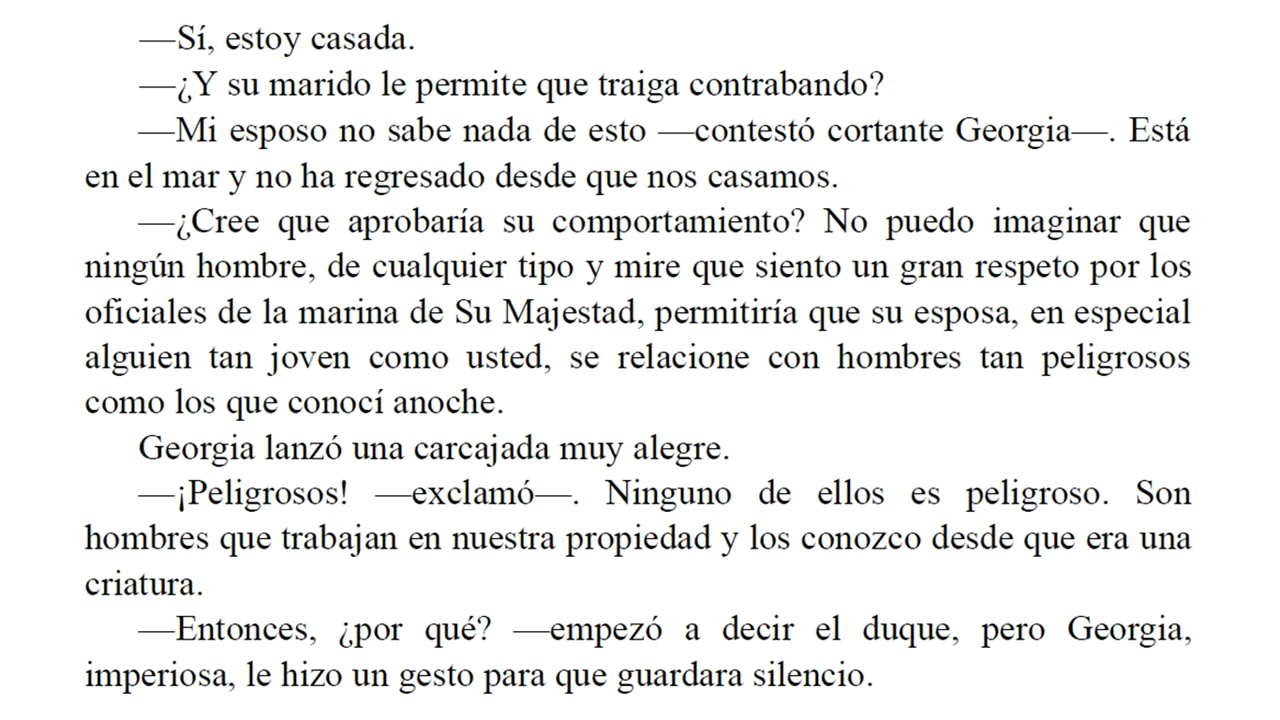 —Sí, estoy casada.
—¿Y su marido le permite que traiga contrabando?
—Mi esposo no sabe nada de esto —contestó cortante Georgia—. Está
en el mar y no ha regresado desde que nos casamos.
—¿Cree que aprobaría su comportamiento? No puedo imaginar que
ningún hombre, de cualquier tipo y mire que siento un gran respeto por los
oficiales de la marina de Su Majestad, permitiría que su esposa, en especial
alguien tan joven como usted, se relacione con hombres tan peligrosos
como los que conocí anoche.
Georgia lanzó una carcajada muy alegre.
—¡Peligrosos! —exclamó—. Ninguno de ellos es peligroso. Son
hombres que trabajan en nuestra propiedad y los conozco desde que era una
criatura.
—Entonces, ¿por qué? —empezó a decir el duque, pero Georgia,
imperiosa, le hizo un gesto para que guardara silencio.